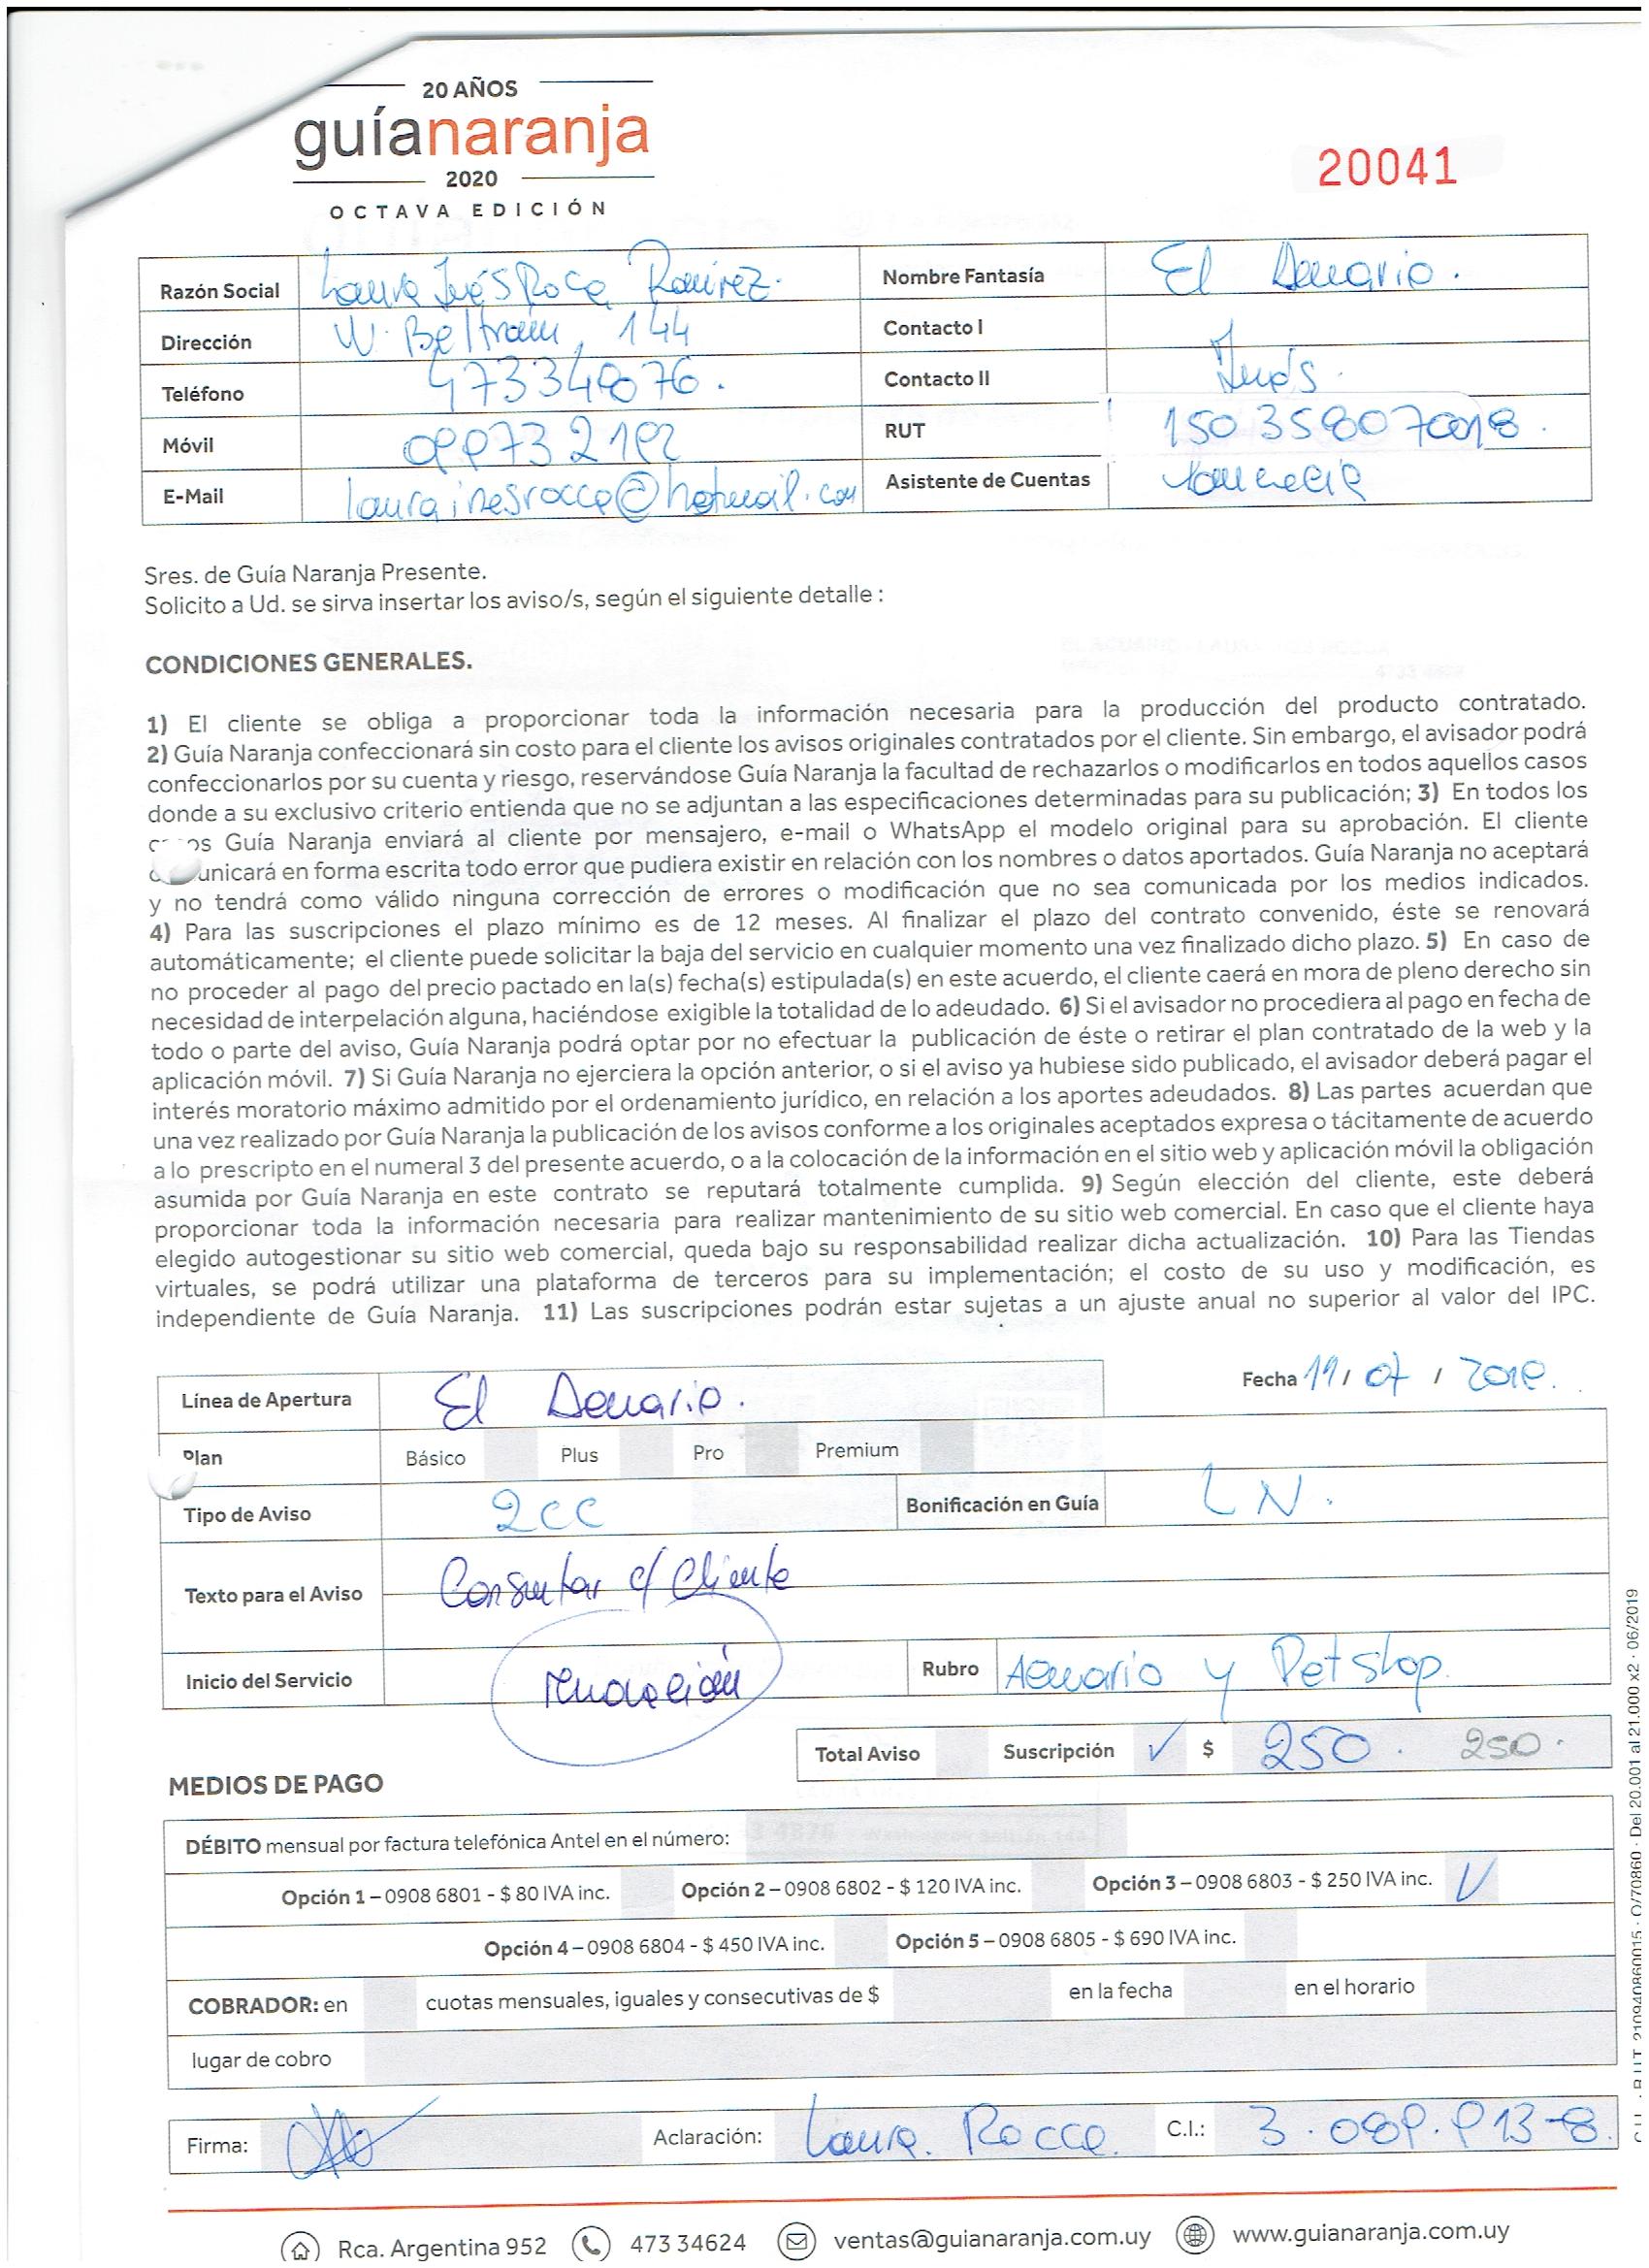 20 AÑOS
guíanaranja
2020
OCTAVA EDICIÓN
20041
Razón Social Laura Inés Roca Ramírez. Nombre Fantasía El Acuario.
Dirección W. Beltram, 144 Contacto I
Teléfono Contacto II Inés.
Móvil 099732192 RUT 150358070018.
E-Mail laurainesrocca@hotmail.com Asistente de Cuentas
Sres. de Guía Naranja Presente.
Solicito a Ud. se sirva insertar los aviso/s, según el siguiente detalle :
CONDICIONES GENERALES.
1) El cliente se obliga a proporcionar toda la información necesaria para la producción del producto contratado.
2) Guía Naranja confeccionará sin costo para el cliente los avisos originales contratados por el cliente. Sin embargo, el avisador podrá
confeccionarlos por su cuenta y riesgo, reservándose Guía Naranja la facultad de rechazarlos o modificarlos en todos aquellos casos
donde a su exclusivo criterio entienda que no se adjuntan a las especificaciones determinadas para su publicación; 3) En todos los
Guía Naranja enviará al cliente por mensajero, e-mail o WhatsApp el modelo original para su aprobación. El cliente
unicará en forma escrita todo error que pudiera existir en relación con los nombres o datos aportados. Guía Naranja no aceptará
y no tendrá como válido ninguna corrección de errores o modificación que no sea comunicada por los medios indicados.
4) Para las suscripciones el plazo mínimo es de 12 meses. Al finalizar el plazo del contrato convenido, éste se renovará
automáticamente; el cliente puede solicitar la baja del servicio en cualquier momento una vez finalizado dicho plazo. 5) En caso de
no proceder al pago del precio pactado en la(s) fecha(s) estipulada(s) en este acuerdo, el cliente caerá en mora de pleno derecho sin
necesidad de interpelación alguna, haciéndose exigible la totalidad de lo adeudado. 6) Si el avisador no procediera al pago en fecha de
todo o parte del aviso, Guía Naranja podrá optar por no efectuar la publicación de éste o retirar el plan contratado de la web y la
aplicación móvil. 7) Si Guía Naranja no ejerciera la opción anterior, o si el aviso ya hubiese sido publicado, el avisador deberá pagar el
interés moratorio máximo admitido por el ordenamiento jurídico, en relación a los aportes adeudados. 8) Las partes acuerdan que
una vez realizado por Guía Naranja la publicación de los avisos conforme a los originales aceptados expresa o tácitamente de acuerdo
a lo prescripto en el numeral 3 del presente acuerdo, o a la colocación de la información en el sitio web y aplicación móvil la obligación
asumida por Guía Naranja en este contrato se reputará totalmente cumplida. 9) Según elección del cliente, este deberá
proporcionar toda la información necesaria para realizar mantenimiento de su sitio web comercial. En caso que el cliente haya
elegido autogestionar su sitio web comercial, queda bajo su responsabilidad realizar dicha actualización. 10) Para las Tiendas
virtuales, se podrá utilizar una plataforma de terceros para su implementación; el costo de su uso y modificación, es
independiente de Guía Naranja. 11) Las suscripciones podrán estar sujetas a un ajuste anual no superior al valor del IPC.
Fecha 19/ 07 / 2019.
Línea de Apertura El Acuario.
Plan Básico Plus Pro Premium
Tipo de Aviso 2CC Bonificación en Guía LN.
Texto para el Aviso Consultar c/ Cliente
Inicio del Servicio renovación Rubro Acuario y Pet Shop.
Total Aviso Suscripción ✓ $ 250. 250.
MEDIOS DE PAGO
DÉBITO mensual por factura telefónica Antel en el número:
Opción 1 – 0908 6801 - $ 80 IVA inc. Opción 2 – 0908 6802 - $ 120 IVA inc. Opción 3 – 0908 6803 - $ 250 IVA inc. ✓
Opción 4 – 0908 6804 - $ 450 IVA inc. Opción 5 – 0908 6805 - $ 690 IVA inc.
COBRADOR: en cuotas mensuales, iguales y consecutivas de $ en la fecha en el horario
lugar de cobro
Firma: Aclaración: Laura. Rocca. C.I.: 3.089.913-8.
Rca. Argentina 952 473 34624 ventas@guianaranja.com.uy www.guianaranja.com.uy
R.U.T. 210940860015 · O/70860 · Del 20.001 al 21.000 x2 · 06/2019